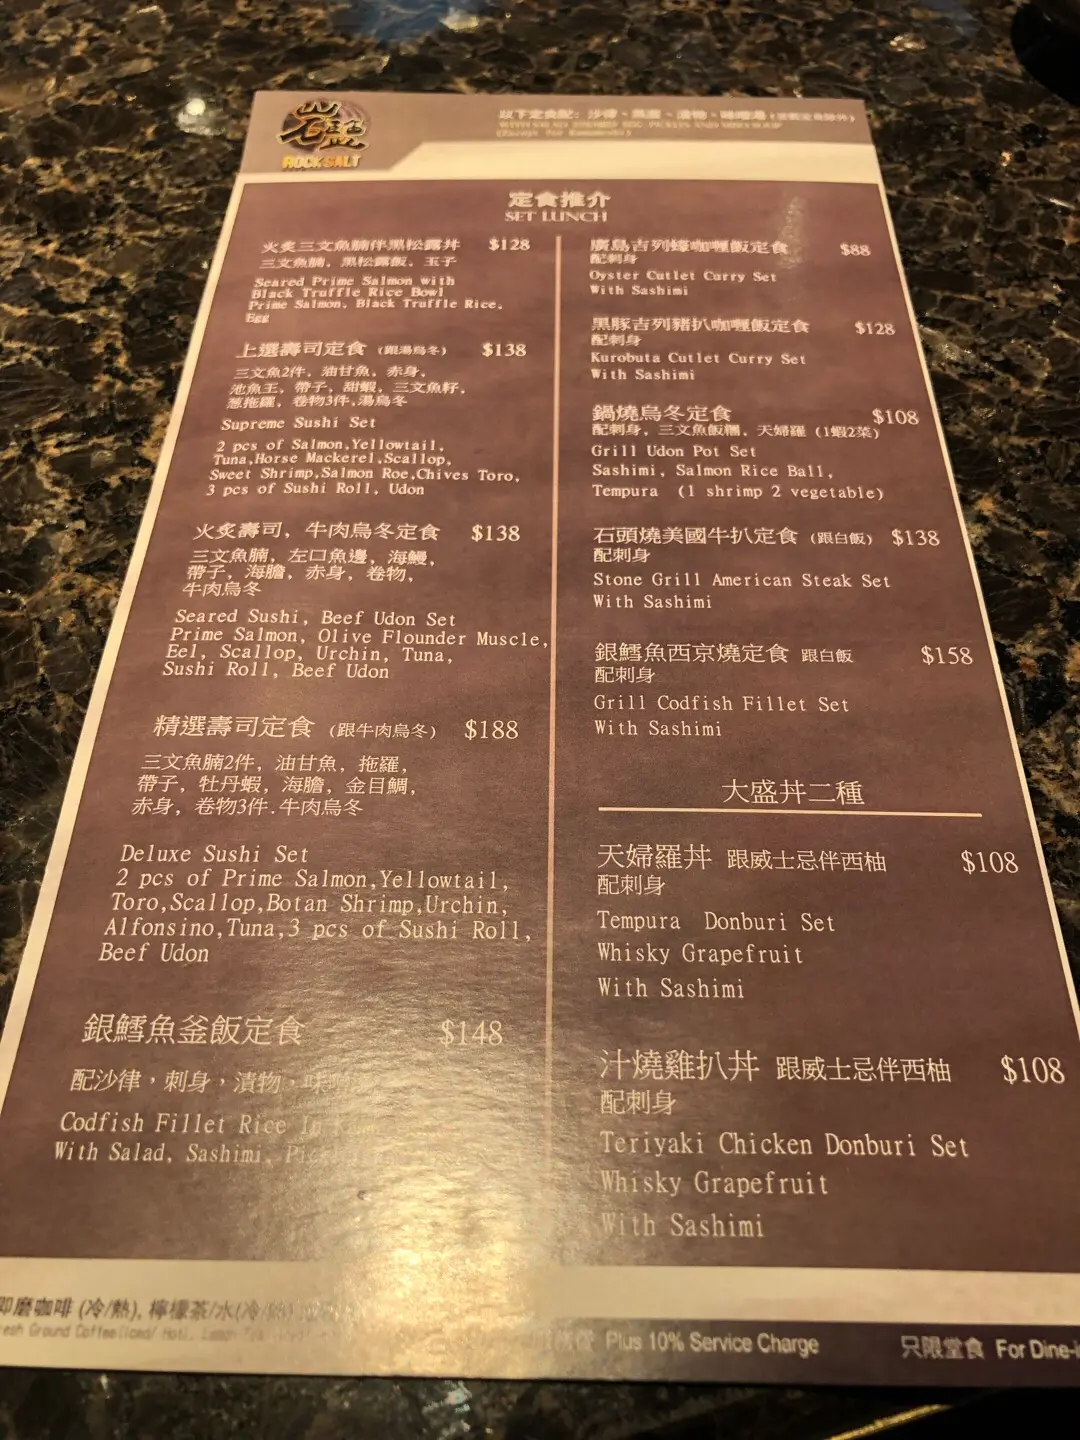 岩鹽
ROCK SALT
定食推介
SET LUNCH
火炙三文魚腩伴黑松露丼 $128
三文魚腩, 黑松露飯, 玉子
Seared Prime Salmon with
Black Truffle Rice Bowl
Prime Salmon, Black Truffle Rice,
Egg
上選壽司定食 (跟湯烏冬) $138
三文魚2件, 油甘魚, 赤身,
池魚王, 帶子, 甜蝦, 三文魚籽,
葱拖羅, 卷物3件,湯烏冬
Supreme Sushi Set
2 pcs of Salmon,Yellowtail,
Tuna,Horse Mackerel,Scallop,
Sweet Shrimp,Salmon Roe,Chives Toro,
3 pcs of Sushi Roll, Udon
火炙壽司, 牛肉烏冬定食 $138
三文魚腩, 左口魚邊, 海鰻,
帶子, 海膽, 赤身, 卷物,
牛肉烏冬
Seared Sushi, Beef Udon Set
Prime Salmon, Olive Flounder Muscle,
Eel, Scallop, Urchin, Tuna,
Sushi Roll, Beef Udon
精選壽司定食 (跟牛肉烏冬) $188
三文魚腩2件, 油甘魚, 拖羅,
帶子, 牡丹蝦, 海膽, 金目鯛,
赤身, 卷物3件.牛肉烏冬
Deluxe Sushi Set
2 pcs of Prime Salmon,Yellowtail,
Toro,Scallop,Botan Shrimp,Urchin,
Alfonsino,Tuna,3 pcs of Sushi Roll,
Beef Udon
銀鱈魚釜飯定食 $148
配沙律，刺身，漬物，
Codfish Fillet Rice In
With Salad, Sashimi,
廣島吉列蠔咖喱飯定食 $88
配刺身
Oyster Cutlet Curry Set
With Sashimi
黑豚吉列豬扒咖喱飯定食 $128
配刺身
Kurobuta Cutlet Curry Set
With Sashimi
鍋燒烏冬定食 $108
配刺身, 三文魚飯糰, 天婦羅 (1蝦2菜)
Grill Udon Pot Set
Sashimi, Salmon Rice Ball,
Tempura (1 shrimp 2 vegetable)
石頭燒美國牛扒定食 (跟白飯) $138
配刺身
Stone Grill American Steak Set
With Sashimi
銀鱈魚西京燒定食 跟白飯 $158
配刺身
Grill Codfish Fillet Set
With Sashimi
大盛丼二種
天婦羅丼 跟威士忌伴西柚 $108
配刺身
Tempura Donburi Set
Whisky Grapefruit
With Sashimi
汁燒雞扒丼 跟威士忌伴西柚 $108
配刺身
Teriyaki Chicken Donburi Set
Whisky Grapefruit
With Sashimi
即磨咖啡 (冷/熱), 檸檬茶/水(冷/熱)
Plus 10% Service Charge
只限堂食 For Dine-i